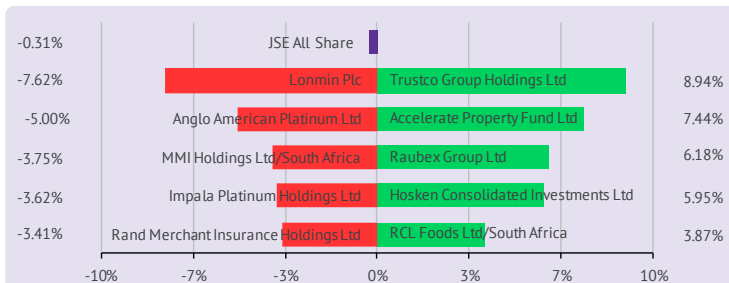 -0.31% JSE All Share
-7.62% Lonmin Plc Trustco Group Holdings Ltd 8.94%
-5.00% Anglo American Platinum Ltd Accelerate Property Fund Ltd 7.44%
-3.75% MMI Holdings Ltd/South Africa Raubex Group Ltd 6.18%
-3.62% Impala Platinum Holdings Ltd Hosken Consolidated Investments Ltd 5.95%
-3.41% Rand Merchant Insurance Holdings Ltd RCL Foods Ltd/South Africa 3.87%
-10% -7% -3% 0% 3% 7% 10%